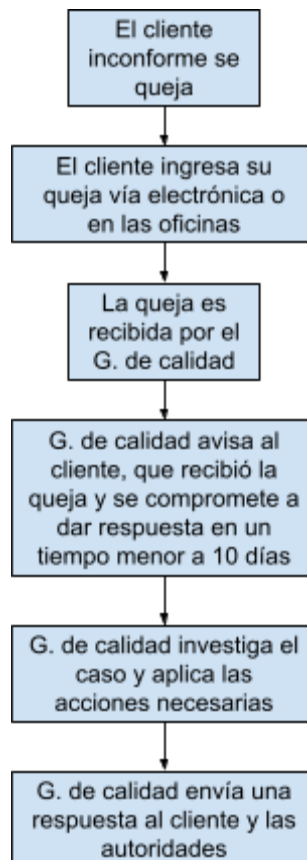 El cliente
inconforme se
queja
El cliente ingresa su
queja vía electrónica o
en las oficinas
La queja es
recibida por el
G. de calidad
G. de calidad avisa al
cliente, que recibió la
queja y se compromete a
dar respuesta en un
tiempo menor a 10 días
G. de calidad investiga el
caso y aplica las
acciones necesarias
G. de calidad envía una
respuesta al cliente y las
autoridades